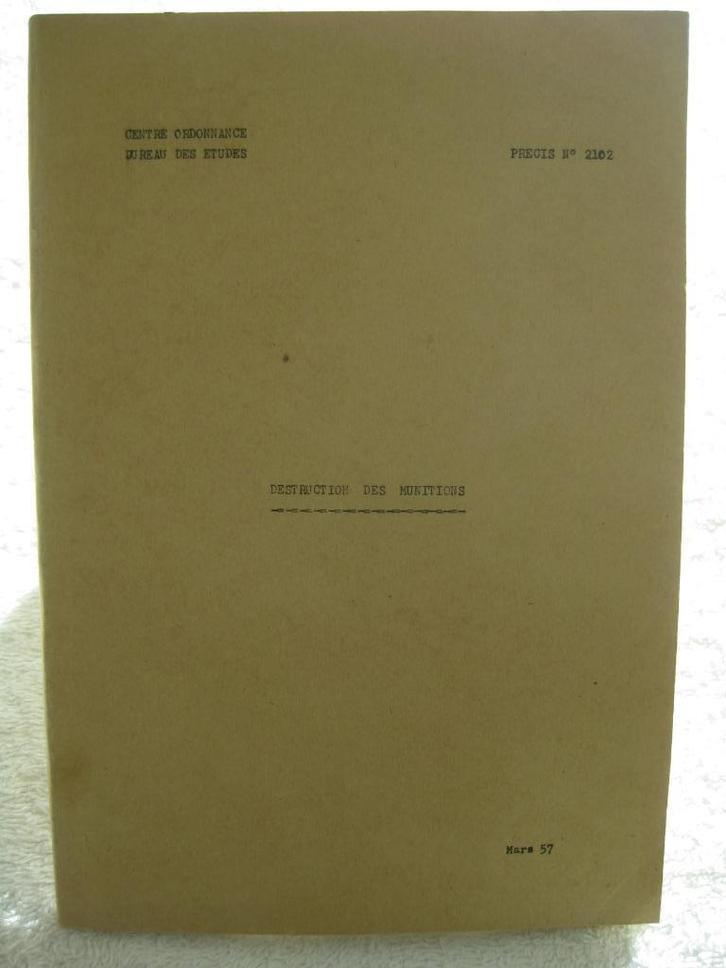 CENTRE ORDONNANCE
BUREAU DES ETUDES
PRECIS N° 2102
DESTRUCTION DES MUNITIONS
Mars 57